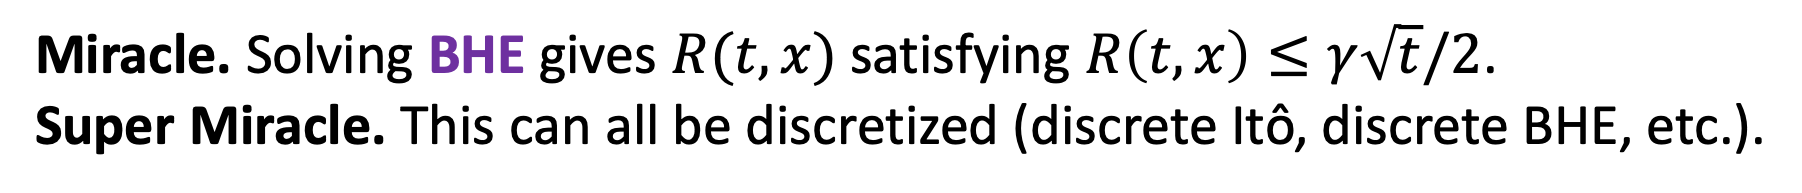 Miracle. Solving BHE gives R(t, x) satisfying R(t, x) ≤ γ√t/2.
Super Miracle. This can all be discretized (discrete Itô, discrete BHE, etc.).